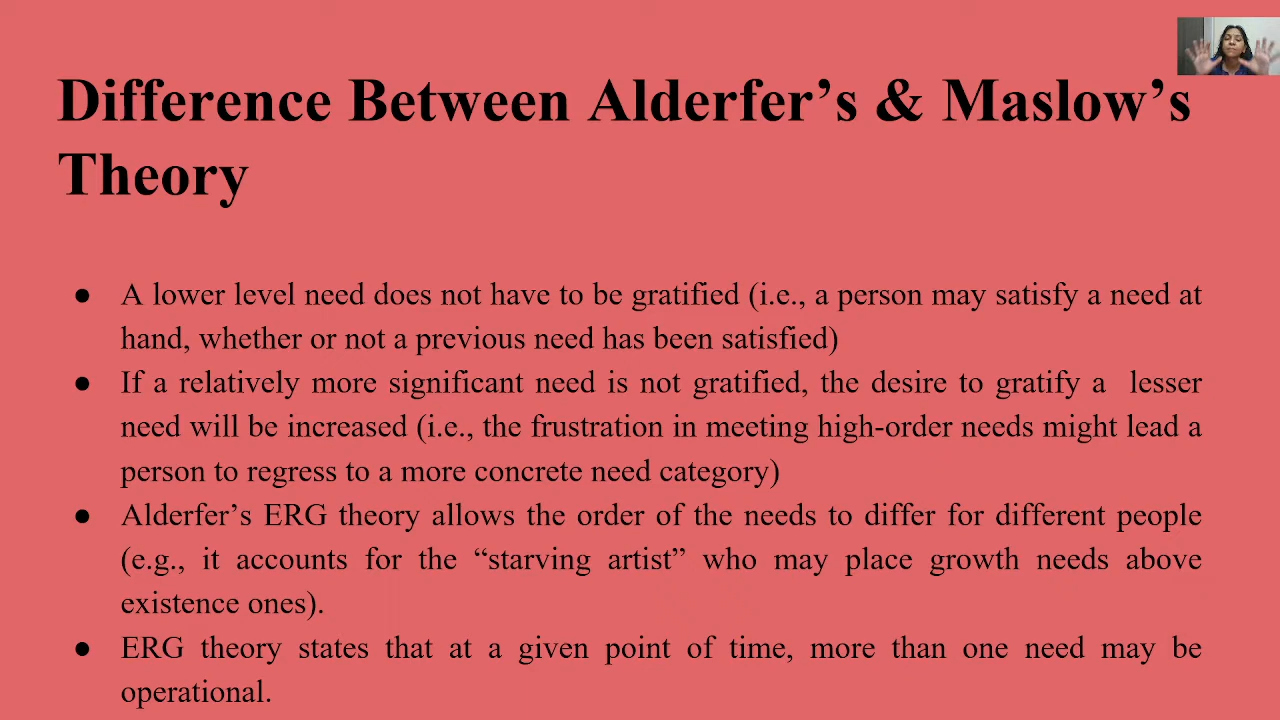 Difference Between Alderfer’s & Maslow’s
Theory
● A lower level need does not have to be gratified (i.e., a person may satisfy a need at
hand, whether or not a previous need has been satisfied)
● If a relatively more significant need is not gratified, the desire to gratify a lesser
need will be increased (i.e., the frustration in meeting high-order needs might lead a
person to regress to a more concrete need category)
● Alderfer’s ERG theory allows the order of the needs to differ for different people
(e.g., it accounts for the “starving artist” who may place growth needs above
existence ones).
● ERG theory states that at a given point of time, more than one need may be
operational.